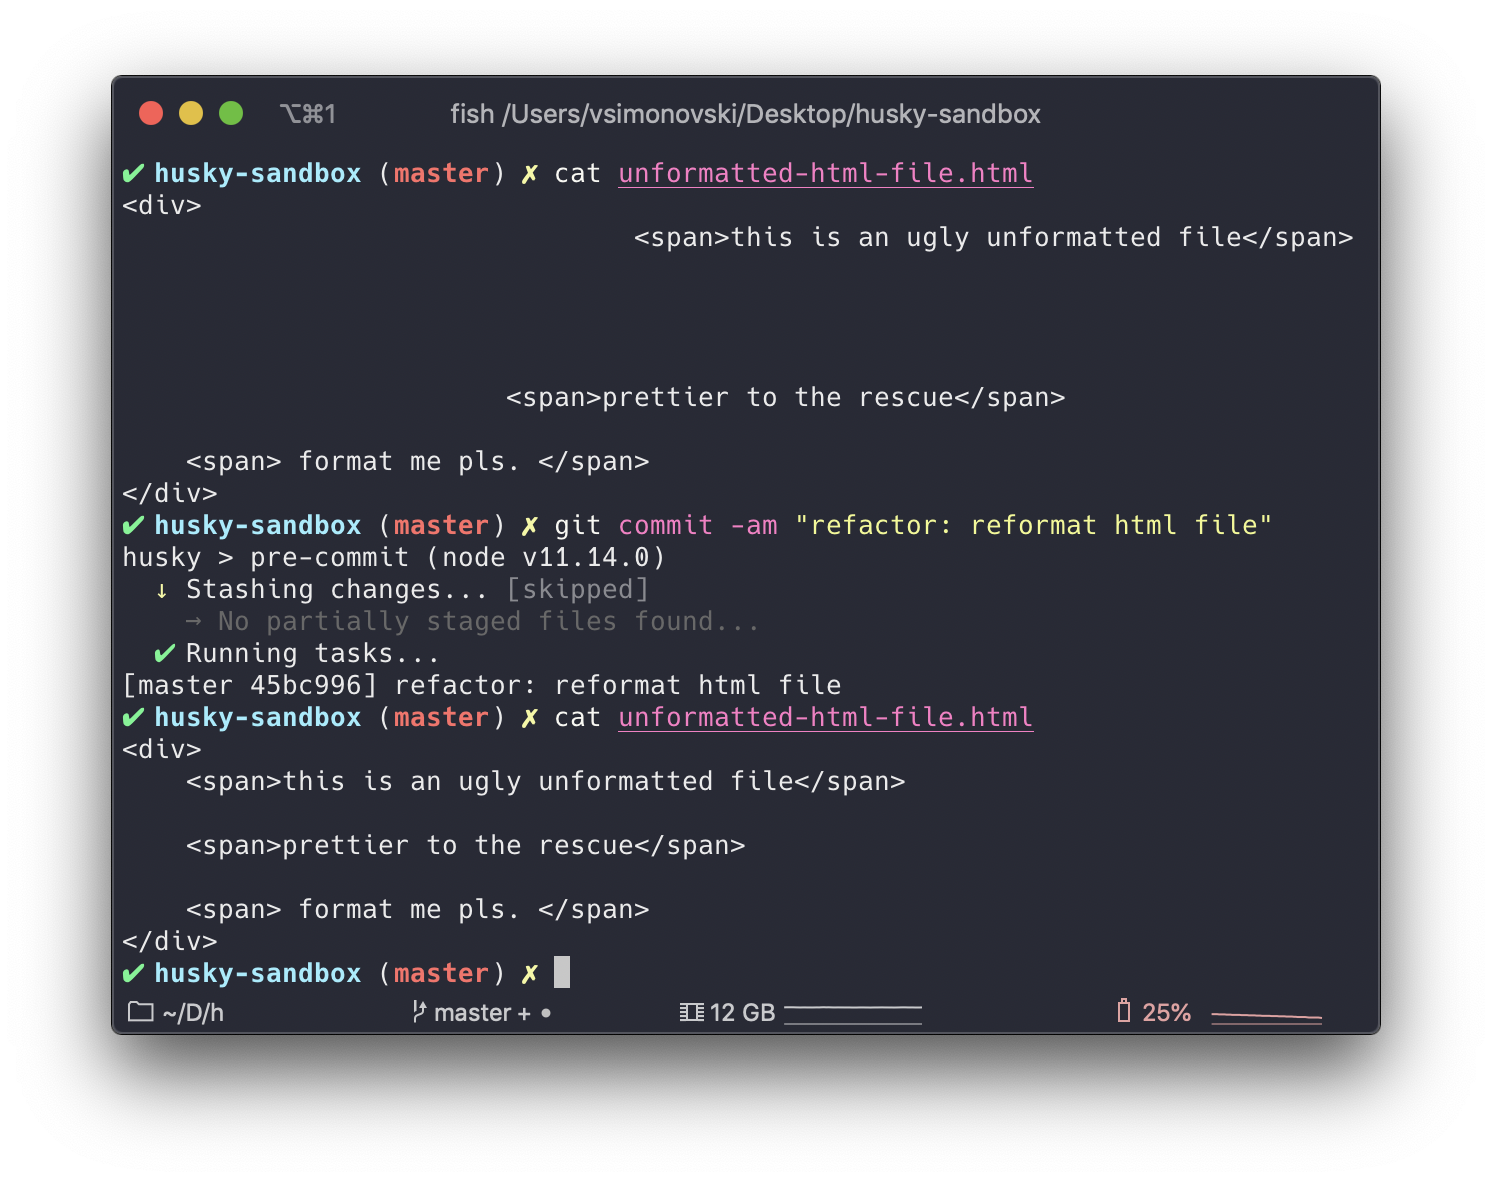 ⌥⌘1 fish /Users/vsimonovski/Desktop/husky-sandbox
✔ husky-sandbox (master) ✗ cat unformatted-html-file.html
<div>
                                <span>this is an ugly unformatted file</span>
                        <span>prettier to the rescue</span>
    <span> format me pls. </span>
</div>
✔ husky-sandbox (master) ✗ git commit -am "refactor: reformat html file"
husky > pre-commit (node v11.14.0)
  ↓ Stashing changes... [skipped]
    → No partially staged files found...
  ✔ Running tasks...
[master 45bc996] refactor: reformat html file
✔ husky-sandbox (master) ✗ cat unformatted-html-file.html
<div>
    <span>this is an ugly unformatted file</span>
    <span>prettier to the rescue</span>
    <span> format me pls. </span>
</div>
✔ husky-sandbox (master) ✗
~/D/h master + • 12 GB 25%